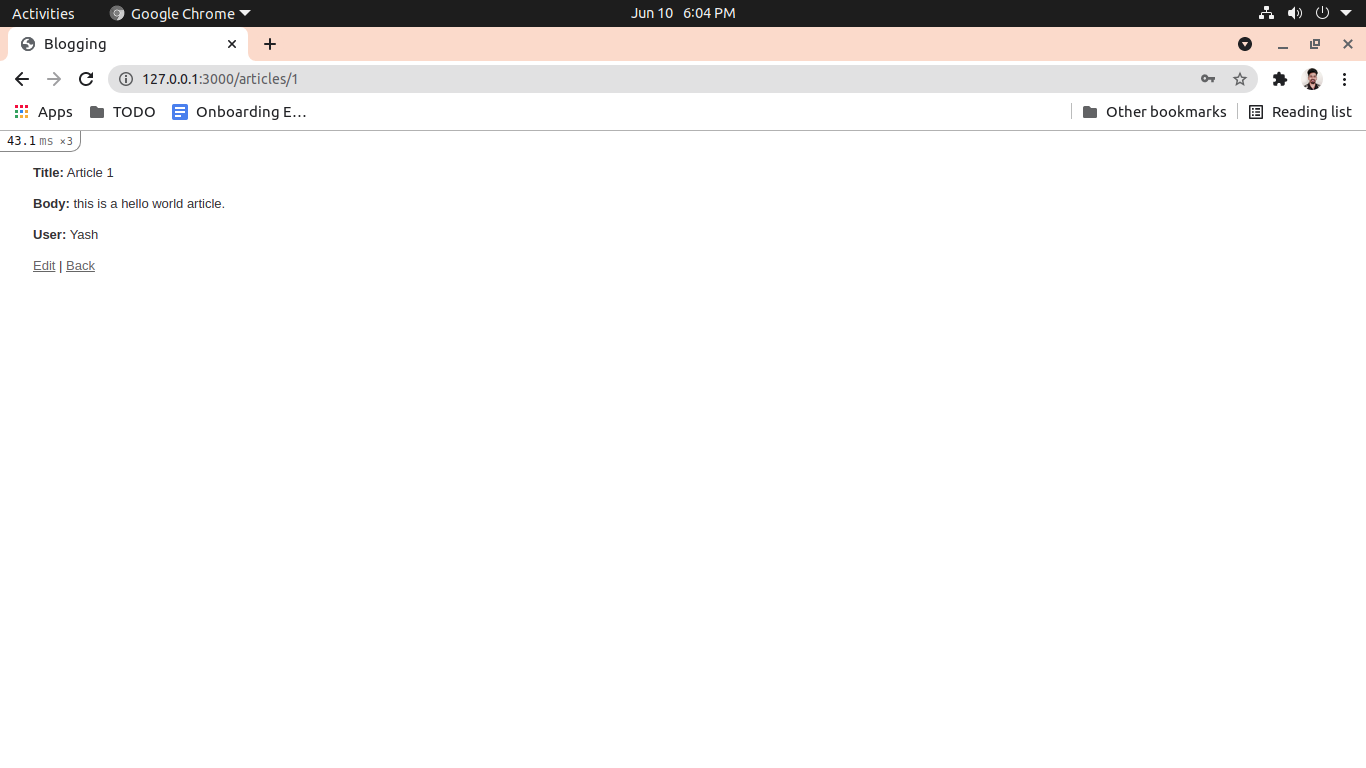 Activities Google Chrome Jun 10 6:04 PM
Blogging
127.0.0.1:3000/articles/1
Apps TODO Onboarding E… Other bookmarks Reading list
43.1 ms ×3
Title: Article 1
Body: this is a hello world article.
User: Yash
Edit | Back